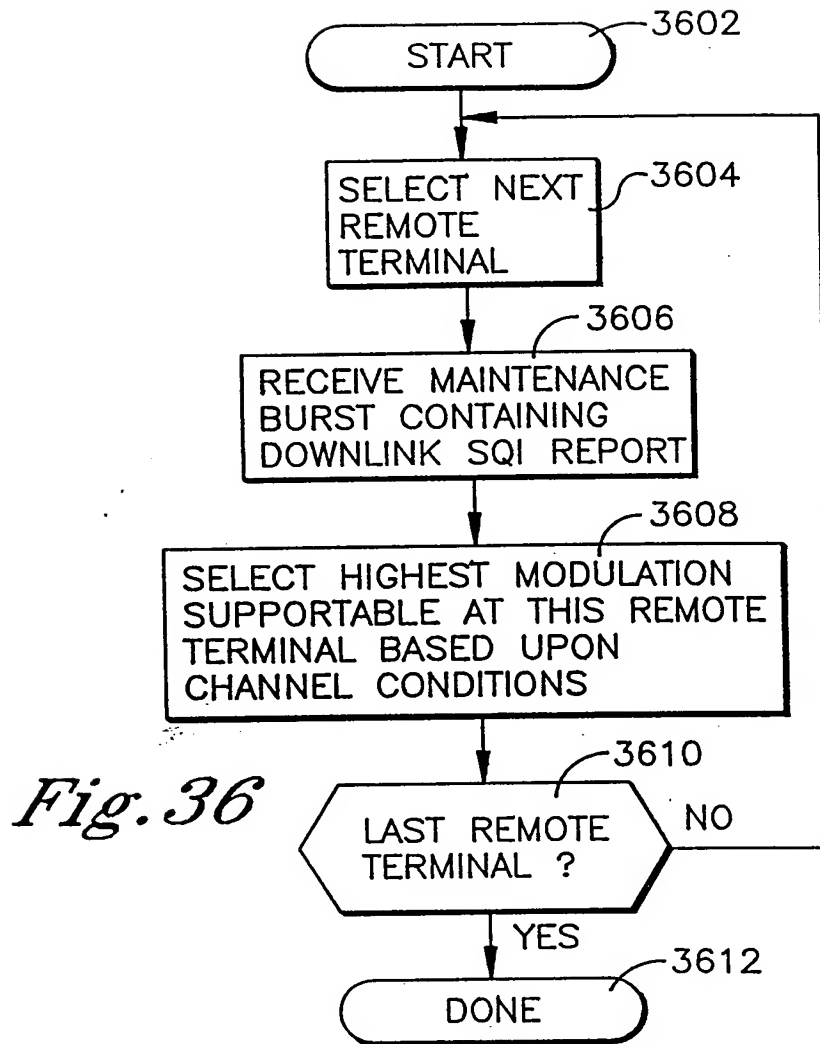 3602
START
3604
SELECT NEXT
REMOTE
TERMINAL
3606
RECEIVE MAINTENANCE
BURST CONTAINING
DOWNLINK SQI REPORT
3608
SELECT HIGHEST MODULATION
SUPPORTABLE AT THIS REMOTE
TERMINAL BASED UPON
CHANNEL CONDITIONS
3610
Fig. 36
LAST REMOTE
TERMINAL ?
NO
YES
3612
DONE